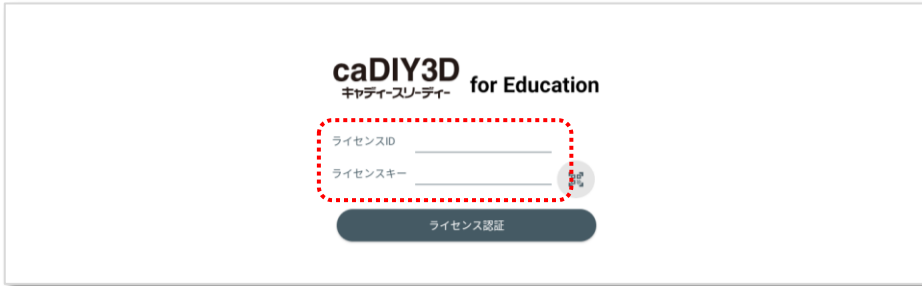 caDIY3D for Education
キャディースリーディー
ライセンスID
ライセンスキー
ライセンス認証